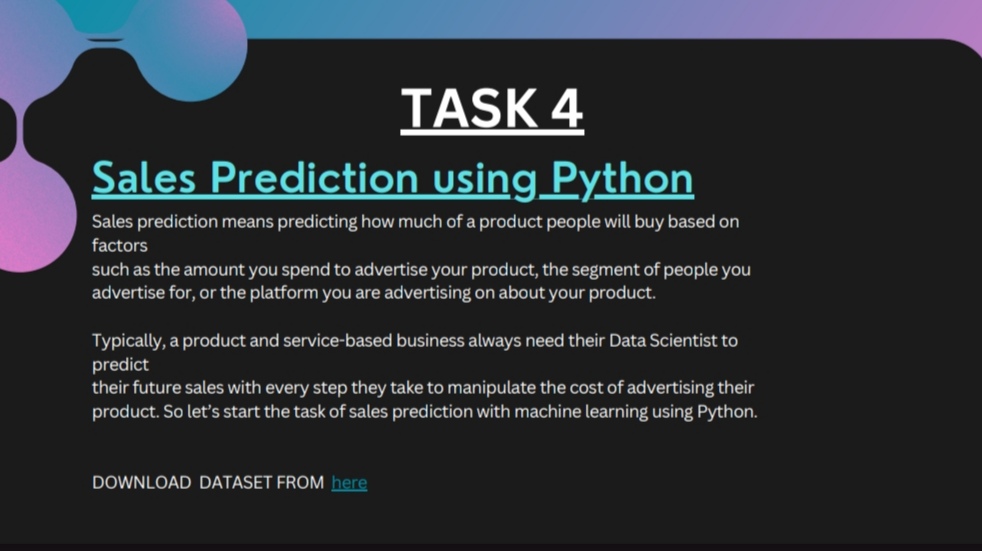 TASK 4
Sales Prediction using Python
Sales prediction means predicting how much of a product people will buy based on
factors
such as the amount you spend to advertise your product, the segment of people you
advertise for, or the platform you are advertising on about your product.
Typically, a product and service-based business always need their Data Scientist to
predict
their future sales with every step they take to manipulate the cost of advertising their
product. So let's start the task of sales prediction with machine learning using Python.
DOWNLOAD DATASET FROM here